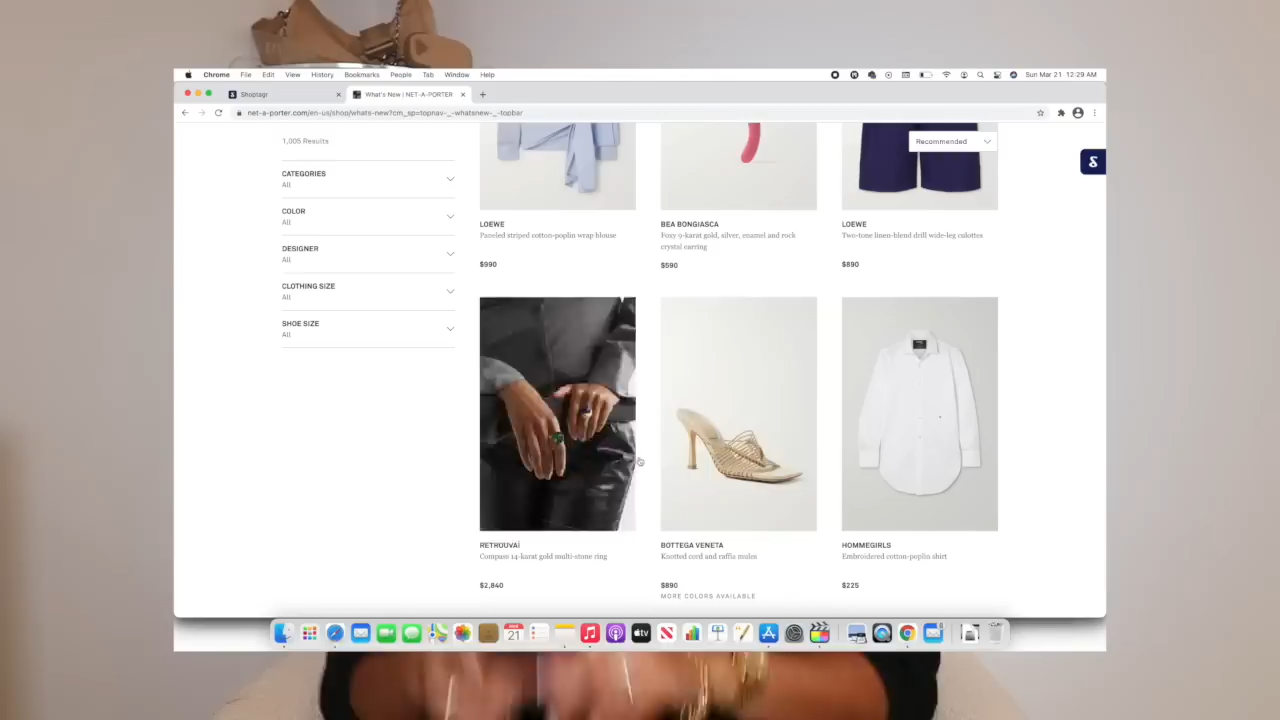 Chrome File Edit View History Bookmarks People Tab Window Help
Sun Mar 21 12:29 AM
Shoptagr
What's New | NET-A-PORTER
net-a-porter.com/en-us/shop/whats-new?cm_sp=topnav-_-whatsnew-_-topbar
1,005 Results
Recommended
CATEGORIES
All
COLOR
All
DESIGNER
All
CLOTHING SIZE
All
SHOE SIZE
All
LOEWE
Paneled striped cotton-poplin wrap blouse
$990
BEA BONGIASCA
Foxy 9-karat gold, silver, enamel and rock
crystal earring
$590
LOEWE
Two-tone linen-blend drill wide-leg culottes
$890
RETROUVAÍ
Compass 14-karat gold multi-stone ring
$2,840
BOTTEGA VENETA
Knotted cord and raffia mules
$890
MORE COLORS AVAILABLE
HOMMEGIRLS
Embroidered cotton-poplin shirt
$225
21
tv